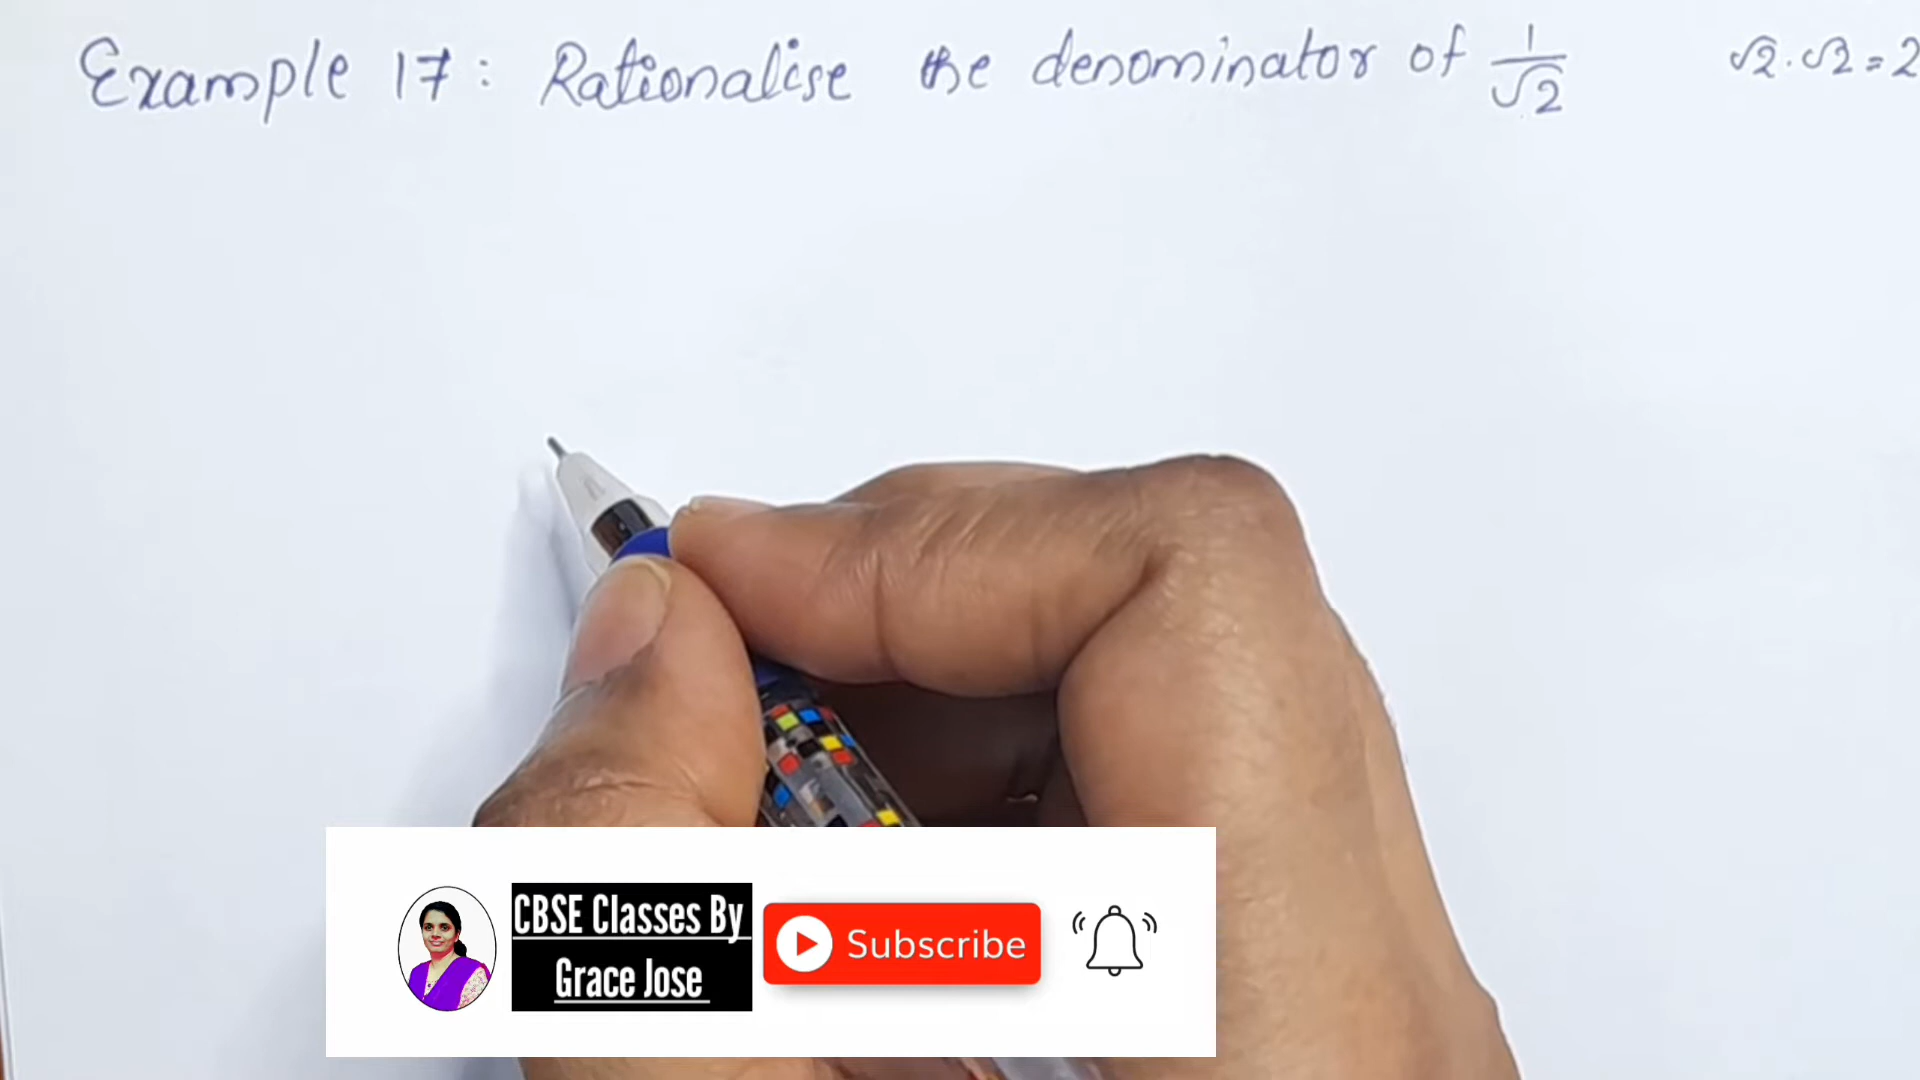 Example 17: Rationalise the denominator of 1/√2
√2.√2=2
CBSE Classes By
Grace Jose
Subscribe